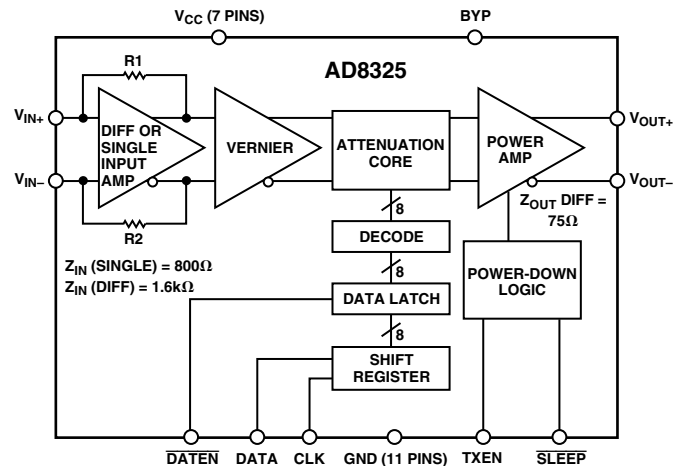 VCC (7 PINS)
BYP
R1
AD8325
VIN+
VOUT+
DIFF OR
SINGLE
INPUT
AMP
VERNIER
ATTENUATION
CORE
POWER
AMP
VIN–
VOUT–
R2
8
ZOUT DIFF =
75Ω
DECODE
ZIN (SINGLE) = 800Ω
ZIN (DIFF) = 1.6kΩ
8
POWER-DOWN
LOGIC
DATA LATCH
8
SHIFT
REGISTER
DATEN
DATA
CLK
GND (11 PINS)
TXEN
SLEEP